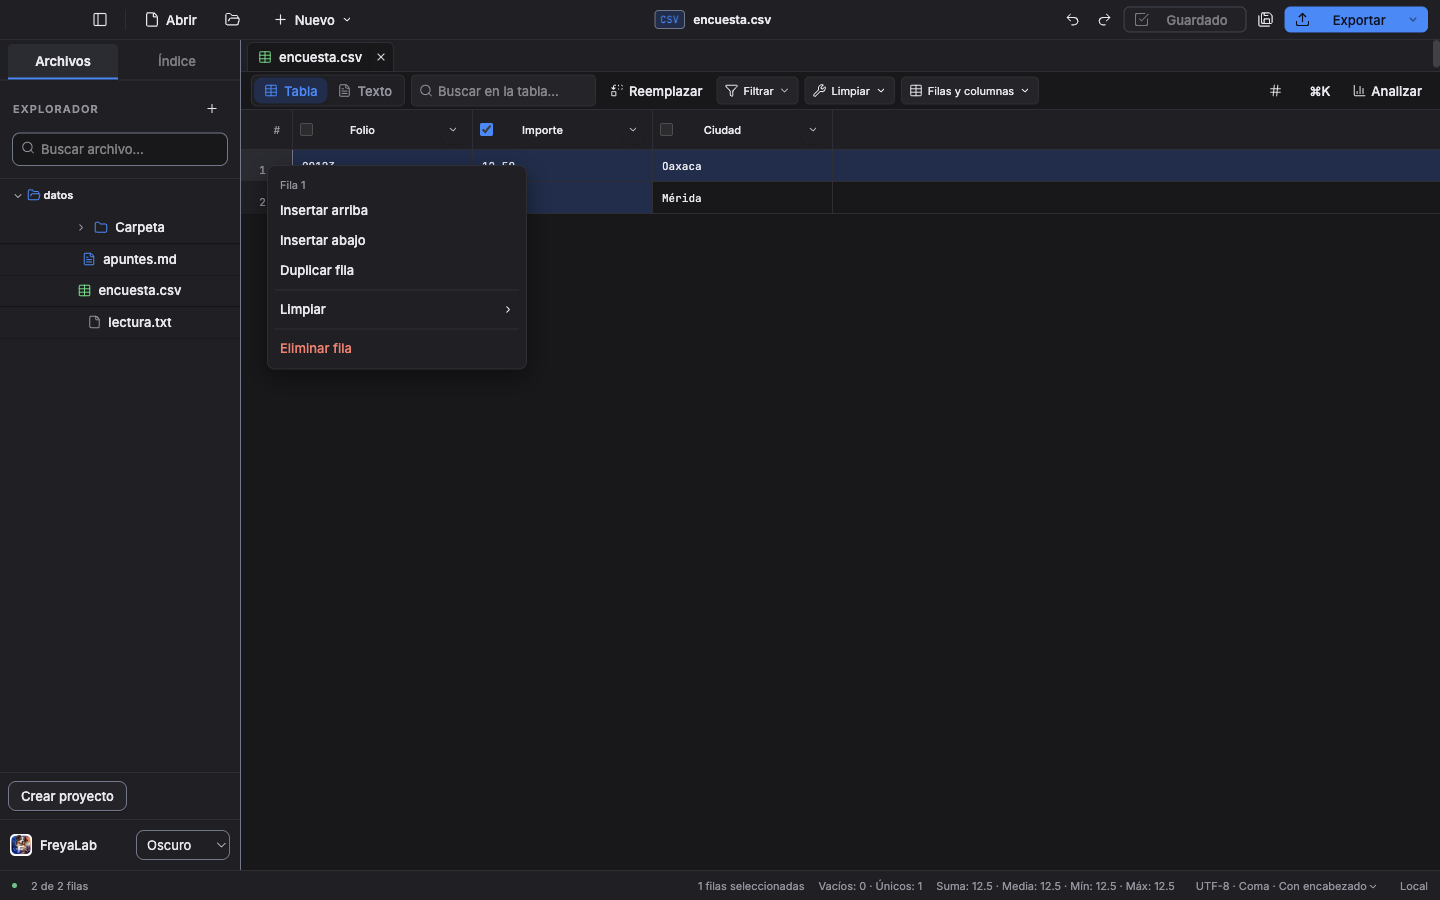 Abrir
Nuevo
CSV encuesta.csv
Guardado
Exportar
Archivos
Índice
encuesta.csv
EXPLORADOR
Tabla
Texto
Buscar en la tabla...
Reemplazar
Filtrar
Limpiar
Filas y columnas
#
⌘K
Analizar
Buscar archivo...
# Folio Importe Ciudad
1 Oaxaca
2 Mérida
Fila 1
Insertar arriba
Insertar abajo
Duplicar fila
Limpiar
Eliminar fila
datos
Carpeta
apuntes.md
encuesta.csv
lectura.txt
Crear proyecto
FreyaLab
Oscuro
2 de 2 filas
1 filas seleccionadas Vacíos: 0 · Únicos: 1 Suma: 12.5 · Media: 12.5 · Mín: 12.5 · Máx: 12.5 UTF-8 · Coma · Con encabezado Local